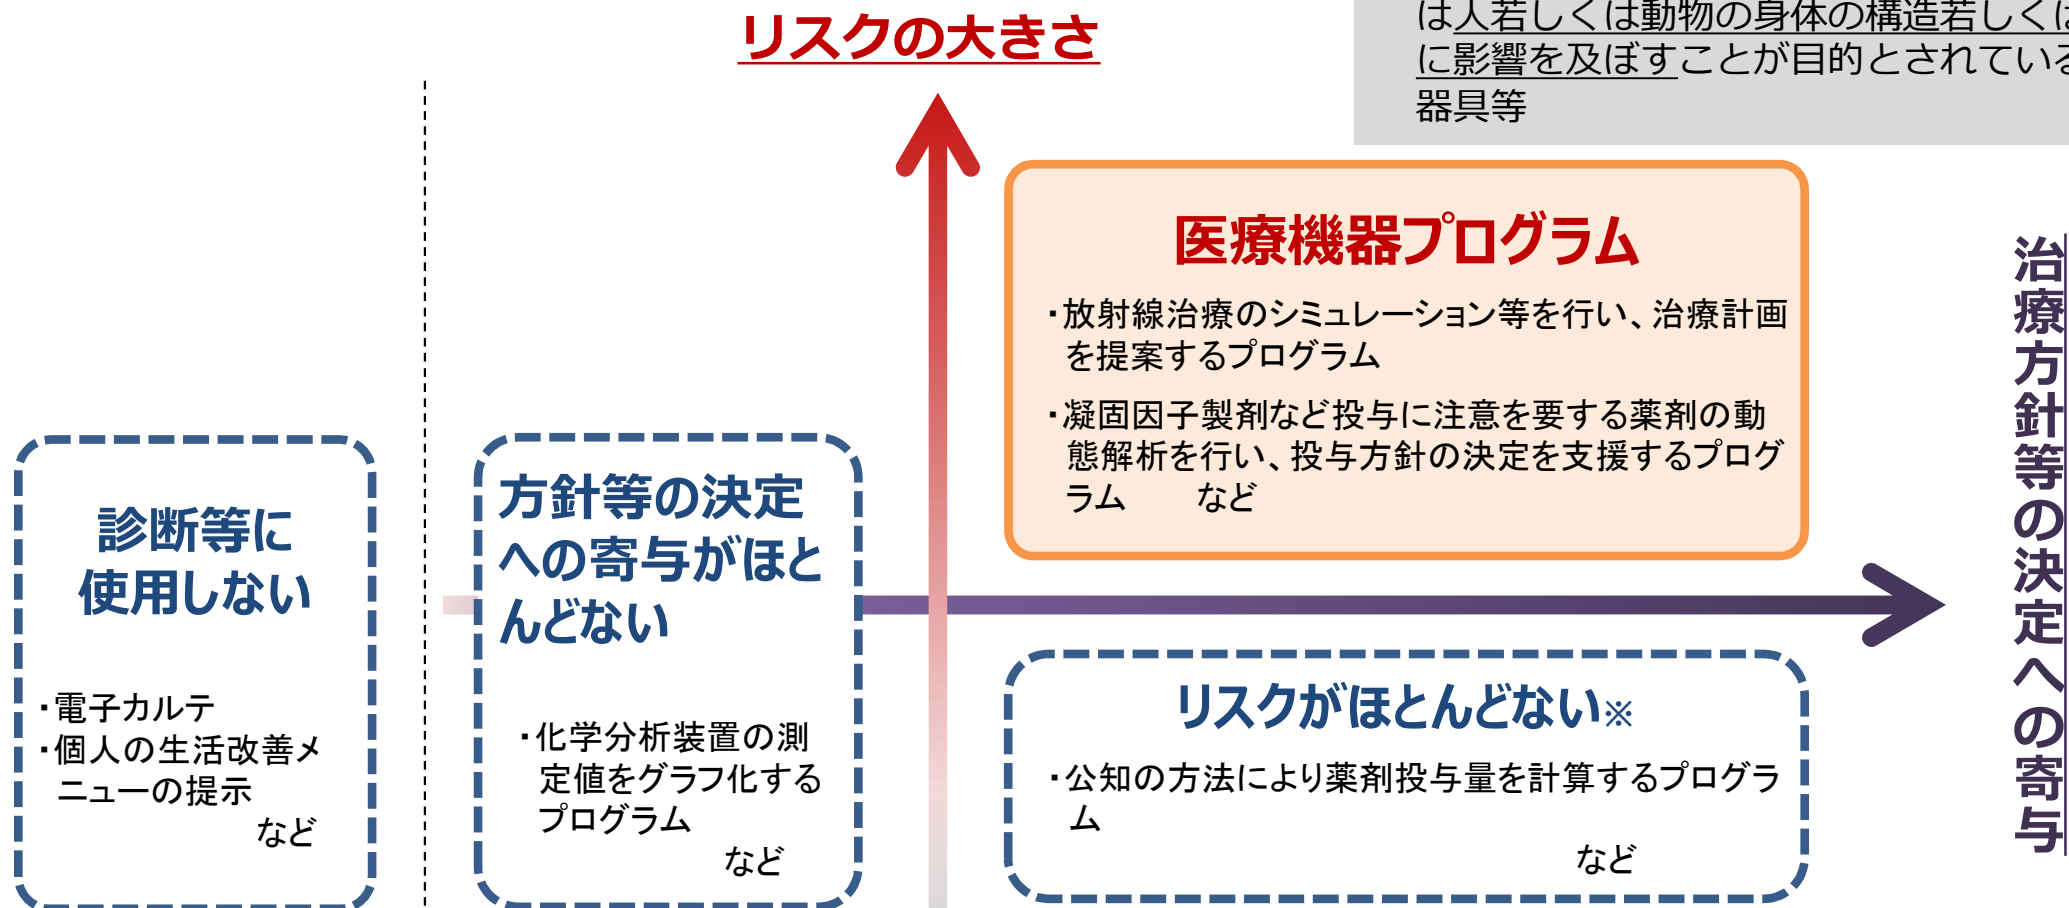 リスクの大きさ
は人若しくは動物の身体の構造若しくは
に影響を及ぼすことが目的とされている
器具等
医療機器プログラム
・放射線治療のシミュレーション等を行い、治療計画
を提案するプログラム
・凝固因子製剤など投与に注意を要する薬剤の動
態解析を行い、投与方針の決定を支援するプログ
ラム　　など
治療方針等の決定への寄与
診断等に
使用しない
・電子カルテ
・個人の生活改善メ
ニューの提示
など
方針等の決定
への寄与がほと
んどない
・化学分析装置の測
定値をグラフ化する
プログラム
など
リスクがほとんどない※
・公知の方法により薬剤投与量を計算するプログラ
ム
など